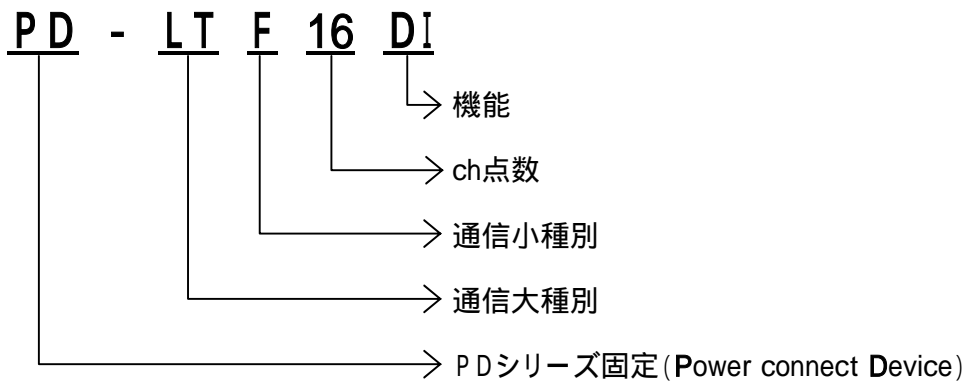 PD - LT F 16 DI
機能
ch点数
通信小種別
通信大種別
PDシリーズ固定(Power connect Device)